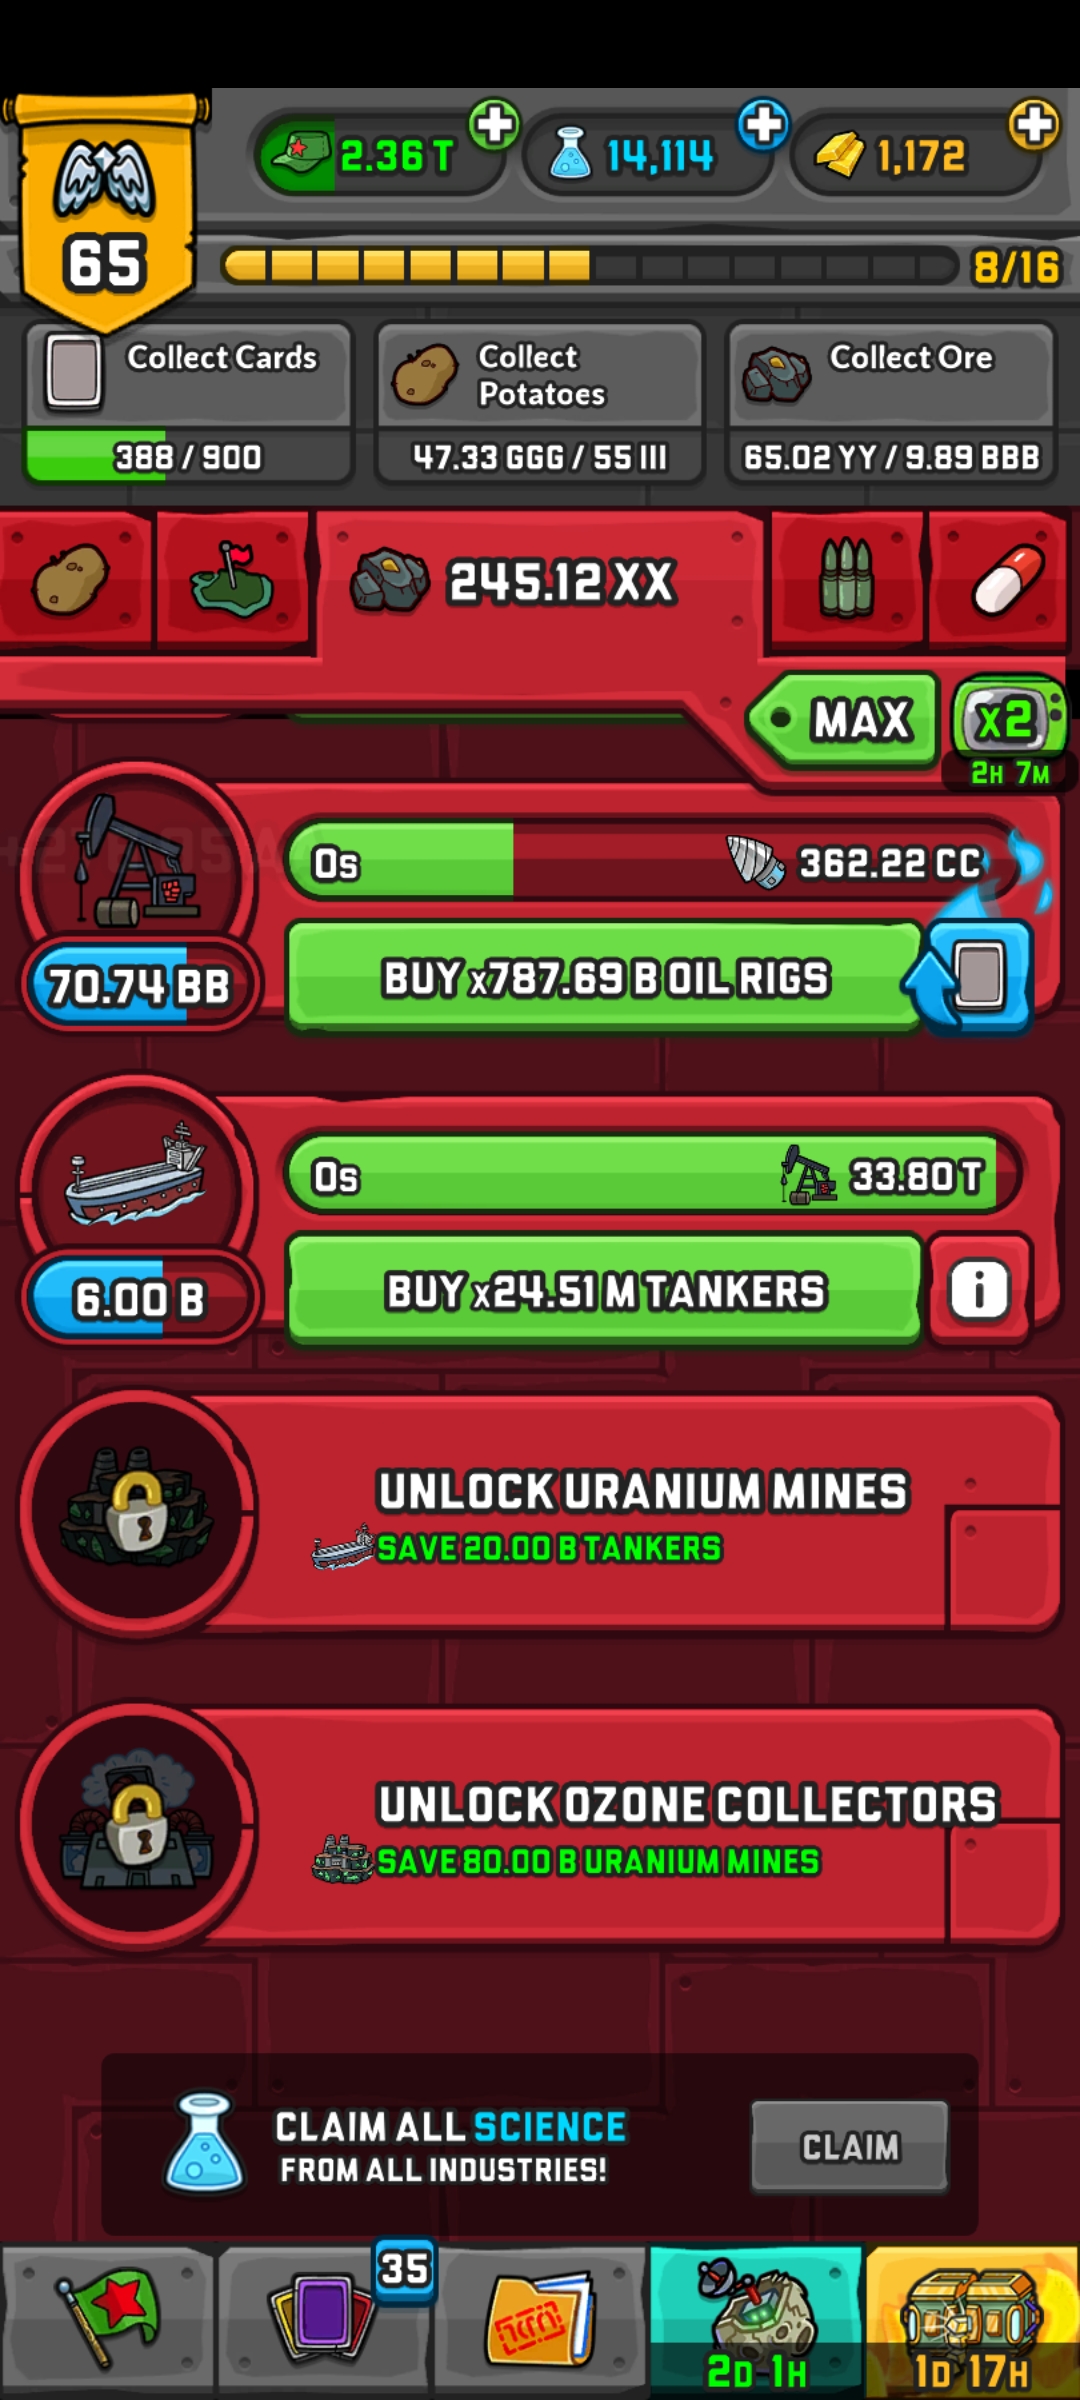 2.36 T
14,114
1,172
65
8/16
Collect Cards
388 / 900
Collect
Potatoes
47.33 GGG / 55 III
Collect Ore
65.02 YY / 9.89 BBB
245.12 XX
MAX
x2
2H 7M
0s
362.22 CC
70.74 BB
BUY x787.69 B OIL RIGS
0s
33.80 T
6.00 B
BUY x24.51 M TANKERS
i
UNLOCK URANIUM MINES
SAVE 20.00 B TANKERS
UNLOCK OZONE COLLECTORS
SAVE 80.00 B URANIUM MINES
CLAIM ALL SCIENCE
FROM ALL INDUSTRIES!
CLAIM
35
2D 1H
1D 17H